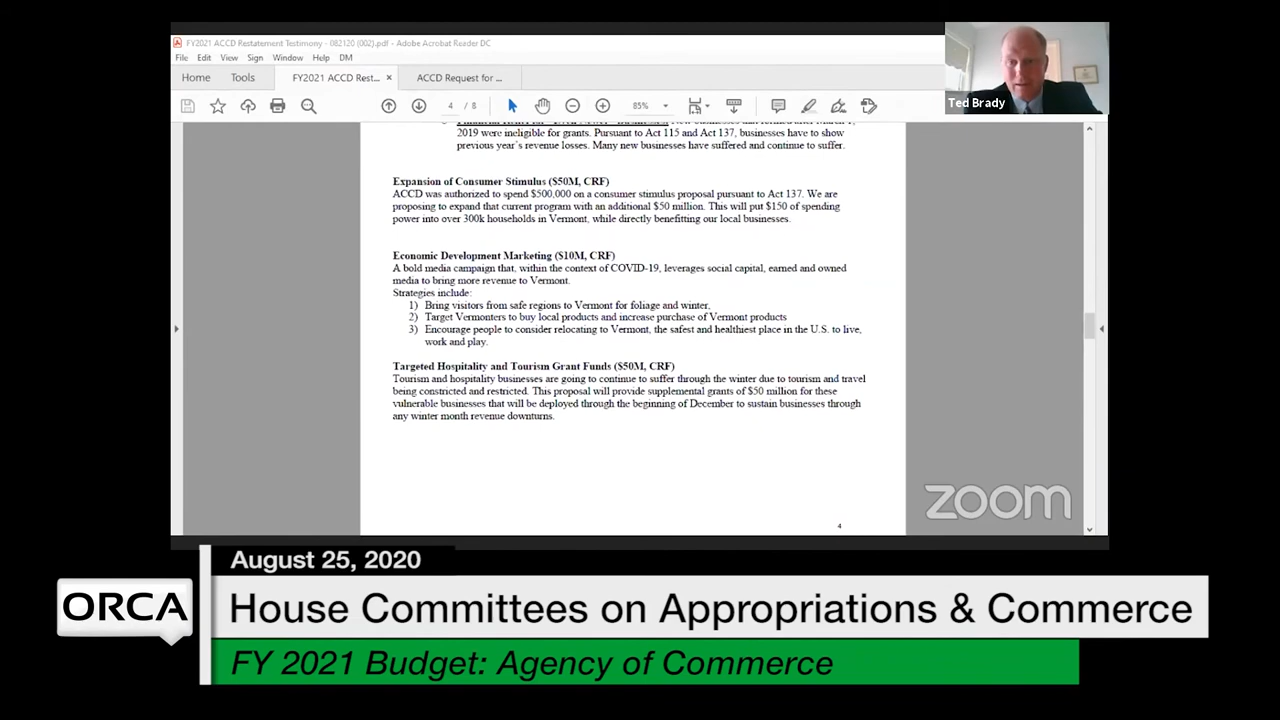 FY2021 ACCD Restatement Testimony - 082120 (002).pdf - Adobe Acrobat Reader DC
File Edit View Sign Window Help DM
Home Tools FY2021 ACCD Rest... × ACCD Request for ...
4 / 8 85%
Ted Brady
2019 were ineligible for grants. Pursuant to Act 115 and Act 137, businesses have to show
previous year's revenue losses. Many new businesses have suffered and continue to suffer.
Expansion of Consumer Stimulus ($50M, CRF)
ACCD was authorized to spend $500,000 on a consumer stimulus proposal pursuant to Act 137. We are
proposing to expand that current program with an additional $50 million. This will put $150 of spending
power into over 300k households in Vermont, while directly benefitting our local businesses.
Economic Development Marketing ($10M, CRF)
A bold media campaign that, within the context of COVID-19, leverages social capital, earned and owned
media to bring more revenue to Vermont.
Strategies include:
1) Bring visitors from safe regions to Vermont for foliage and winter.
2) Target Vermonters to buy local products and increase purchase of Vermont products
3) Encourage people to consider relocating to Vermont, the safest and healthiest place in the U.S. to live,
work and play.
Targeted Hospitality and Tourism Grant Funds ($50M, CRF)
Tourism and hospitality businesses are going to continue to suffer through the winter due to tourism and travel
being constricted and restricted. This proposal will provide supplemental grants of $50 million for these
vulnerable businesses that will be deployed through the beginning of December to sustain businesses through
any winter month revenue downturns.
4
zoom
August 25, 2020
ORCA
House Committees on Appropriations & Commerce
FY 2021 Budget: Agency of Commerce